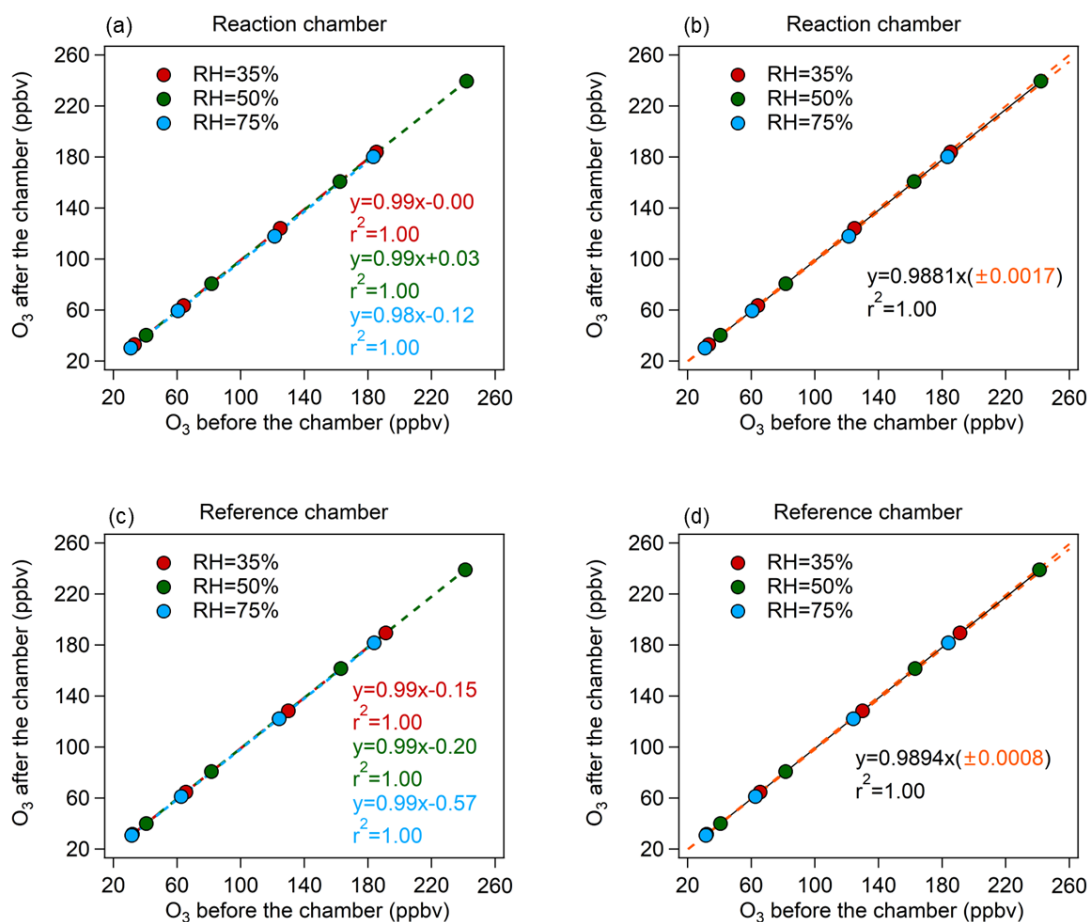 (a)
Reaction chamber
O3 after the chamber (ppbv)
260
220
180
140
100
60
20
RH=35%
RH=50%
RH=75%
y=0.99x-0.00
r²=1.00
y=0.99x+0.03
r²=1.00
y=0.98x-0.12
r²=1.00
20 60 100 140 180 220 260
O3 before the chamber (ppbv)
(b)
Reaction chamber
O3 after the chamber (ppbv)
260
220
180
140
100
60
20
RH=35%
RH=50%
RH=75%
y=0.9881x(±0.0017)
r²=1.00
20 60 100 140 180 220 260
O3 before the chamber (ppbv)
(c)
Reference chamber
O3 after the chamber (ppbv)
260
220
180
140
100
60
20
RH=35%
RH=50%
RH=75%
y=0.99x-0.15
r²=1.00
y=0.99x-0.20
r²=1.00
y=0.99x-0.57
r²=1.00
20 60 100 140 180 220 260
O3 before the chamber (ppbv)
(d)
Reference chamber
O3 after the chamber (ppbv)
260
220
180
140
100
60
20
RH=35%
RH=50%
RH=75%
y=0.9894x(±0.0008)
r²=1.00
20 60 100 140 180 220 260
O3 before the chamber (ppbv)